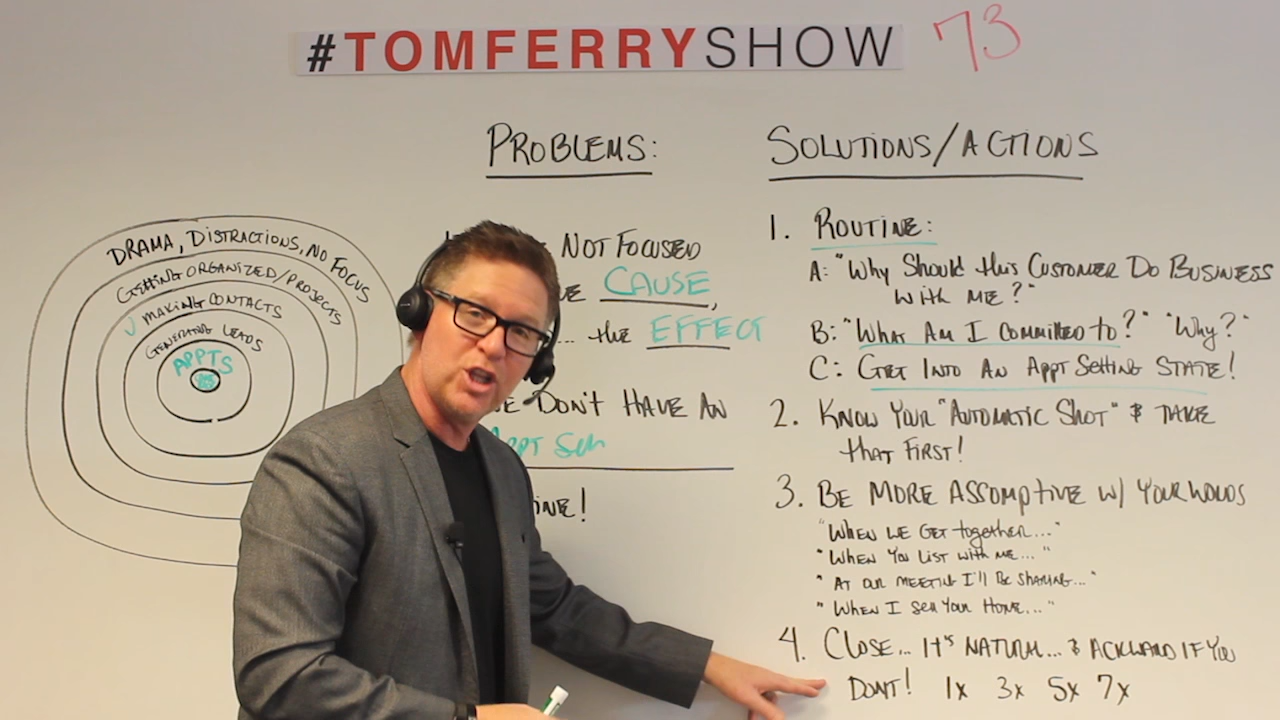 #TOMFERRYSHOW 73
DRAMA, DISTRACTIONS, NO FOCUS
GETTING ORGANIZED/PROJECTS
✓ MAKING CONTACTS
GENERATING LEADS
APPTS
PROBLEMS:
NOT FOCUSED
CAUSE,
... the EFFECT
DON'T HAVE AN
APPT
SOLUTIONS/ACTIONS
1. ROUTINE:
A: "WHY SHOULD this CUSTOMER DO BUSINESS
WITH ME?"
B: "WHAT AM I COMMITTED to?" "WHY?"
C: GET INTO AN APPT SETTING STATE!
2. KNOW YOUR "AUTOMATIC SHOT" & TAKE
that FIRST!
3. BE MORE ASSOMPTIVE W/ YOUR WORDS
"WHEN WE GET together..."
"WHEN YOU LIST WITH ME..."
"AT OUR MEETING I'LL BE SHARING..."
"WHEN I SELL YOUR HOME..."
4. CLOSE... It's NATURAL... & ACKWARD IF YOU
DON'T! 1x 3x 5x 7x